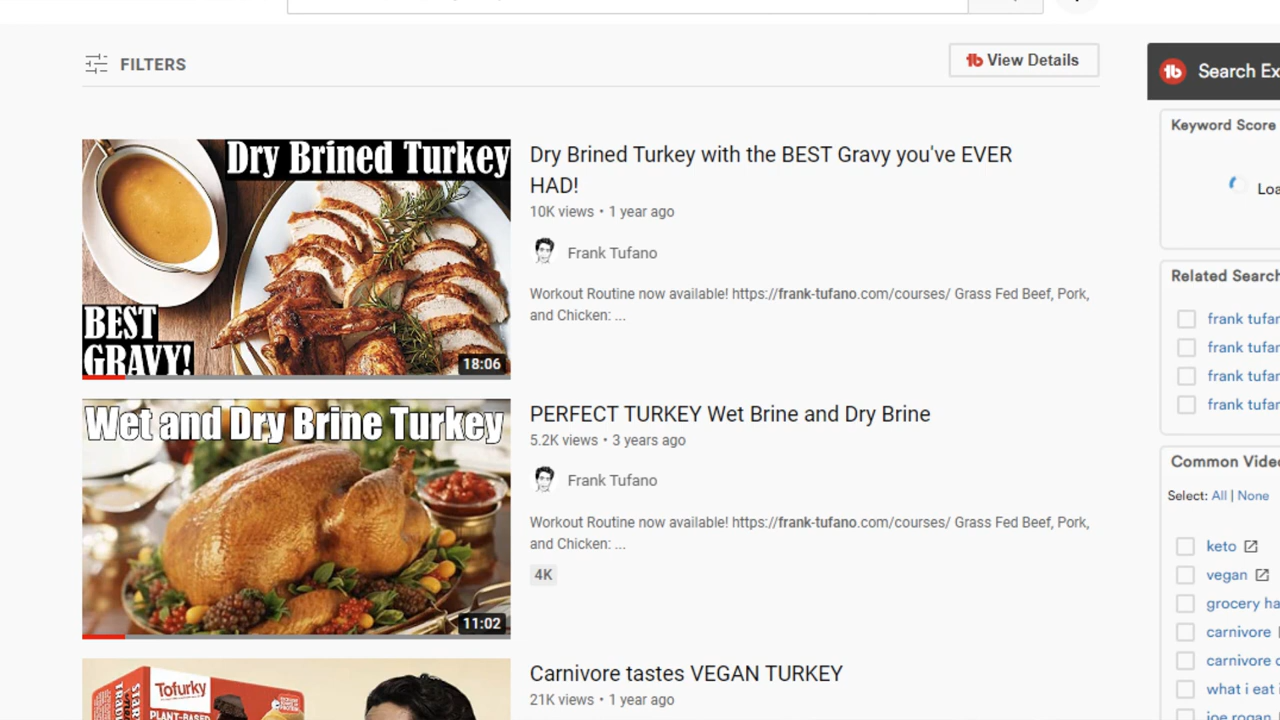 FILTERS
View Details
Dry Brined Turkey
BEST
GRAVY!
18:06
Dry Brined Turkey with the BEST Gravy you've EVER
HAD!
10K views • 1 year ago
Frank Tufano
Workout Routine now available! https://frank-tufano.com/courses/ Grass Fed Beef, Pork,
and Chicken: ...
Wet and Dry Brine Turkey
11:02
PERFECT TURKEY Wet Brine and Dry Brine
5.2K views • 3 years ago
Frank Tufano
Workout Routine now available! https://frank-tufano.com/courses/ Grass Fed Beef, Pork,
and Chicken: ...
4K
Tofurky
PLANT-BASED
Carnivore tastes VEGAN TURKEY
21K views • 1 year ago
Search Ex
Keyword Score
Loa
Related Search
frank tufar
frank tufar
frank tufar
frank tufar
Common Vide
Select: All | None
keto
vegan
grocery ha
carnivore
carnivore
what i eat i
joe rogan